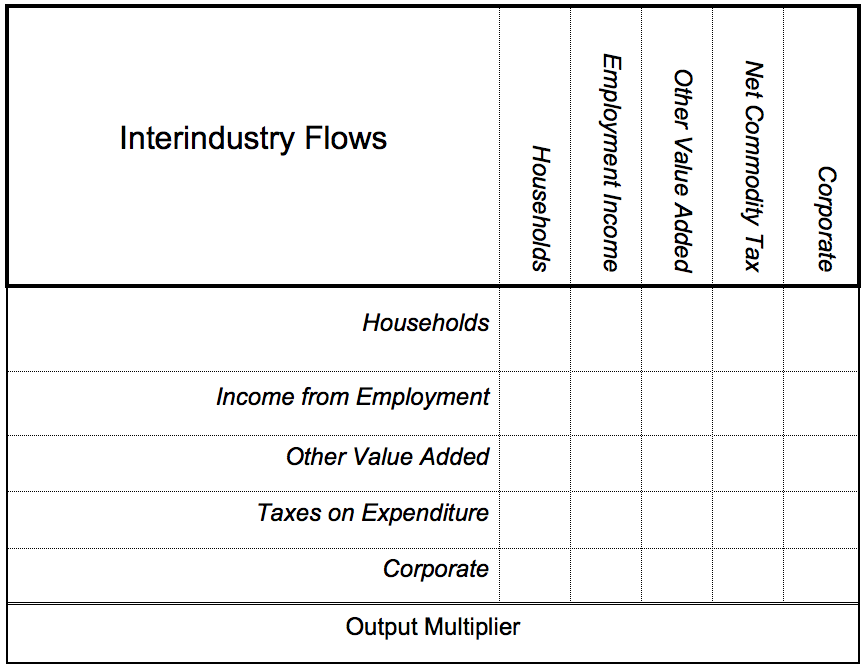 Interindustry Flows
Households
Employment Income
Other Value Added
Net Commodity Tax
Corporate
Households
Income from Employment
Other Value Added
Taxes on Expenditure
Corporate
Output Multiplier